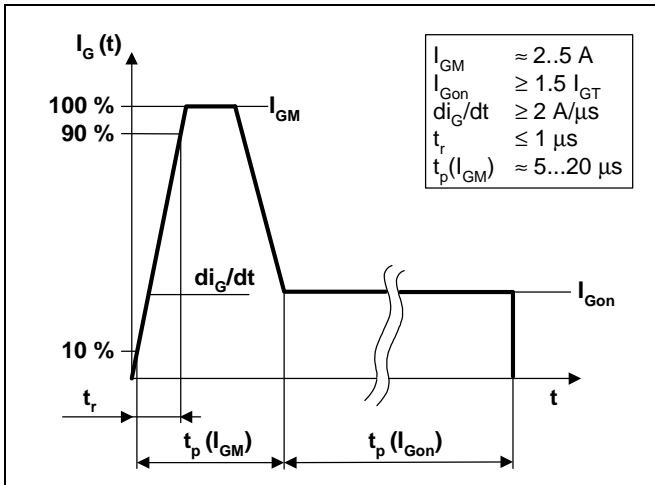 I_G (t)
100 %
90 %
10 %
I_GM
di_G/dt
I_Gon
t
t_r
t_p (I_GM)
t_p (I_Gon)
I_GM ≈ 2..5 A
I_Gon ≥ 1.5 I_GT
di_G/dt ≥ 2 A/μs
t_r ≤ 1 μs
t_p(I_GM) ≈ 5...20 μs